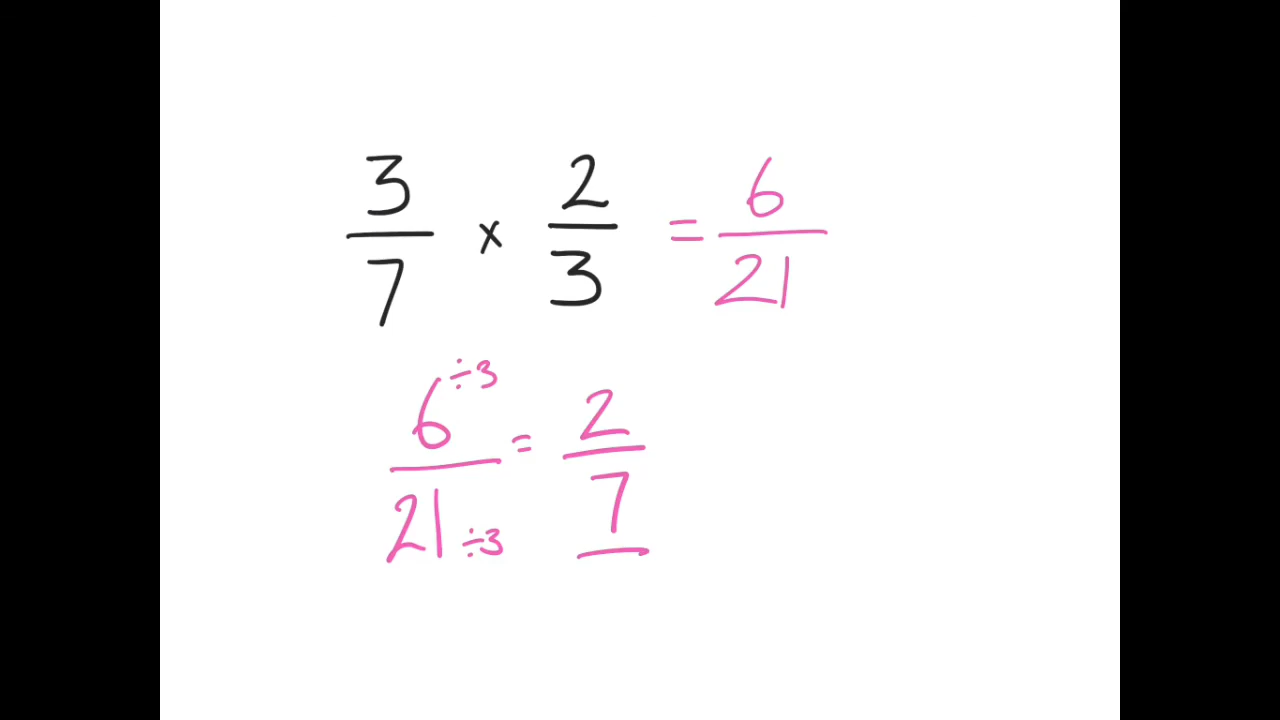 3/7 x 2/3 = 6/21
6÷3/21÷3 = 2/7